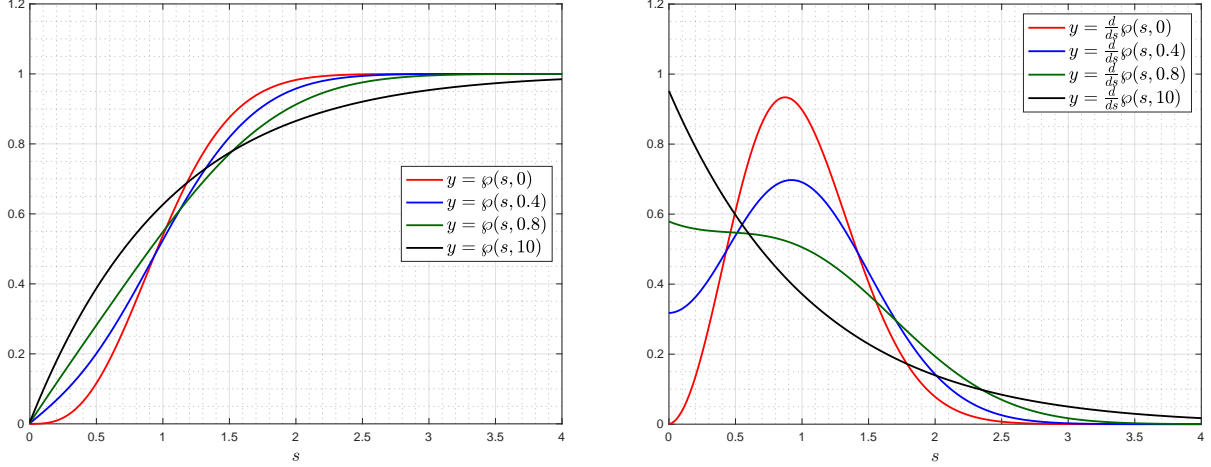 1.2
1
0.8
0.6
0.4
0.2
0
0 0.5 1 1.5 2 2.5 3 3.5 4
s
y = ℘(s, 0)
y = ℘(s, 0.4)
y = ℘(s, 0.8)
y = ℘(s, 10)
1.2
1
0.8
0.6
0.4
0.2
0
0 0.5 1 1.5 2 2.5 3 3.5 4
s
y = d/ds ℘(s, 0)
y = d/ds ℘(s, 0.4)
y = d/ds ℘(s, 0.8)
y = d/ds ℘(s, 10)